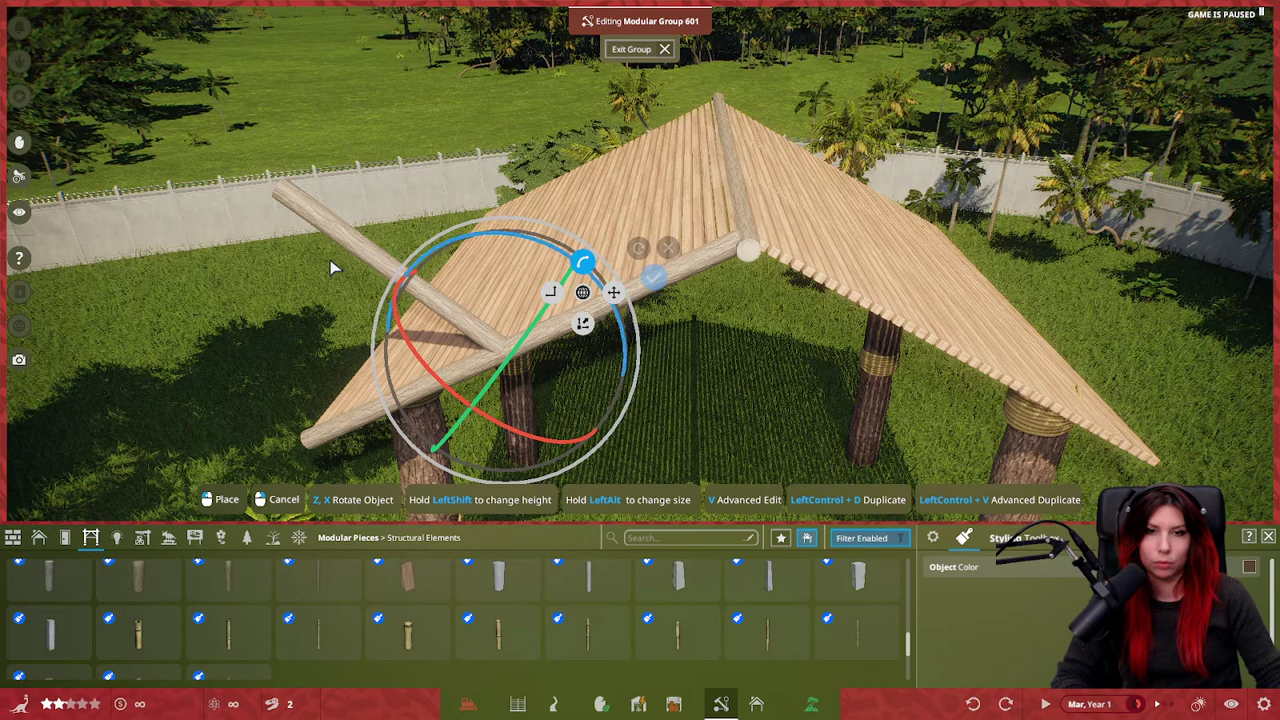 Editing Modular Group 601
GAME IS PAUSED
Exit Group
?
Place
Cancel
Z, X Rotate Object
Hold LeftShift to change height
Hold LeftAlt to change size
V Advanced Edit
LeftControl + D Duplicate
LeftControl + V Advanced Duplicate
Modular Pieces > Structural Elements
Search...
Filter Enabled
?
Object Color
2
Mar, Year 1